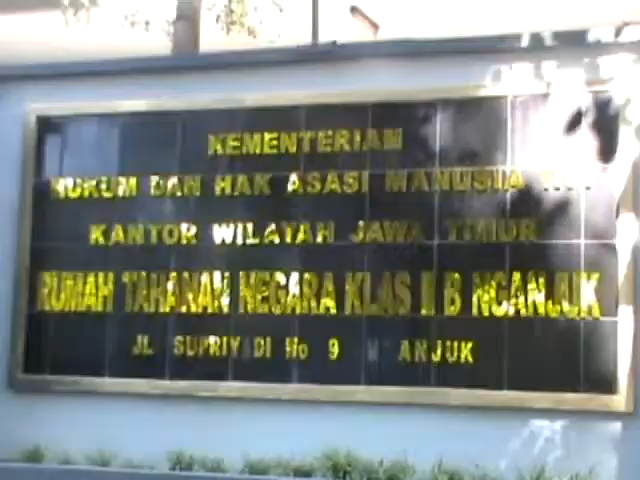 KEMENTERIAN
HUKUM DAN HAK ASASI MANUSIA
KANTOR WILAYAH JAWA TIMUR
RUMAH TAHANAN NEGARA KLAS II B NGANJUK
JL SUPRIYADI No 9 NGANJUK